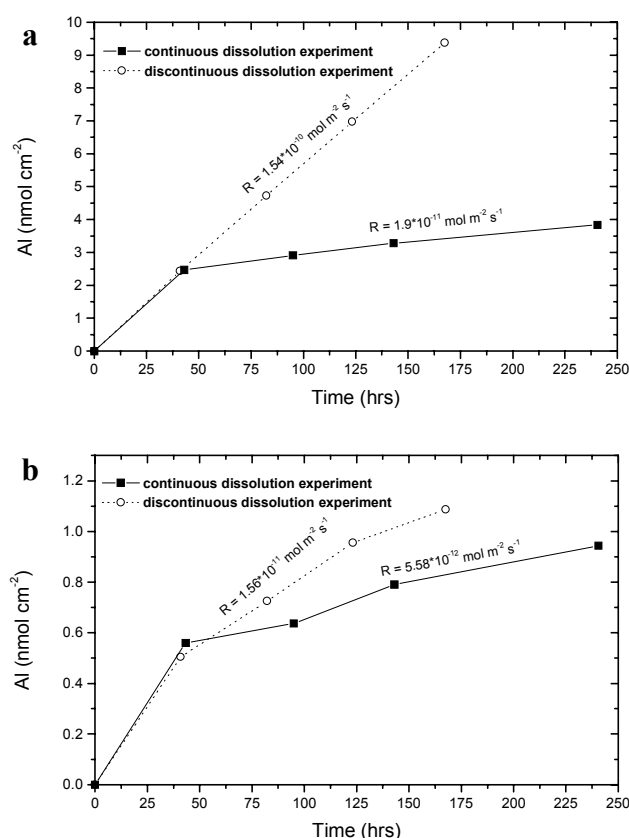 a
10
9
8
7
6
5
4
3
2
1
0
Al (nmol cm⁻²)
continuous dissolution experiment
discontinuous dissolution experiment
R = 1.54*10⁻¹⁰ mol m⁻² s⁻¹
R = 1.9*10⁻¹¹ mol m⁻² s⁻¹
0 25 50 75 100 125 150 175 200 225 250
Time (hrs)
b
1.2
1.0
0.8
0.6
0.4
0.2
0.0
Al (nmol cm⁻²)
continuous dissolution experiment
discontinuous dissolution experiment
R = 1.56*10⁻¹¹ mol m⁻² s⁻¹
R = 5.58*10⁻¹² mol m⁻² s⁻¹
0 25 50 75 100 125 150 175 200 225 250
Time (hrs)